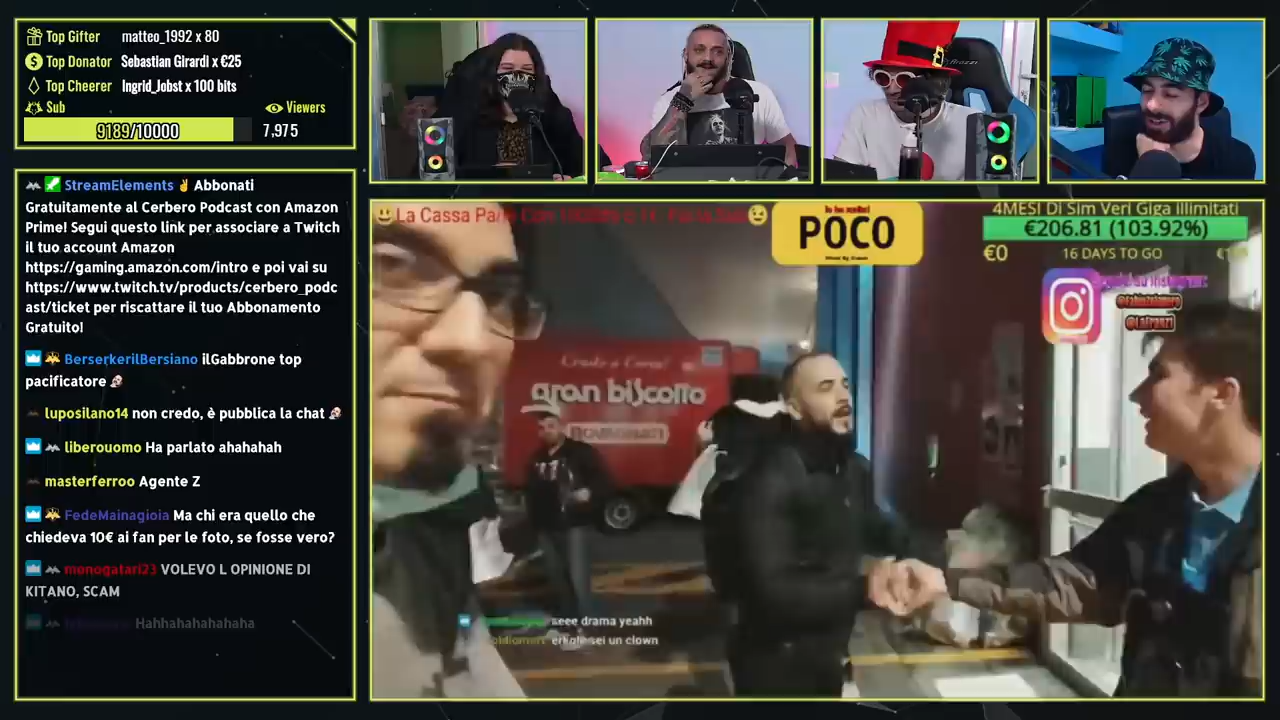 Top Gifter matteo_1992 x 80
Top Donator Sebastian Girardi x €25
Top Cheerer Ingrid_Jobst x 100 bits
Sub Viewers
9189/10000 7,975
StreamElements Abbonati
Gratuitamente al Cerbero Podcast con Amazon
Prime! Segui questo link per associare a Twitch
il tuo account Amazon
https://gaming.amazon.com/intro e poi vai su
https://www.twitch.tv/products/cerbero_podc
ast/ticket per riscattare il tuo Abbonamento
Gratuito!
BerserkerilBersiano ilGabbrone top
pacificatore
luposilano14 non credo, è pubblica la chat
liberouomo Ha parlato ahahahah
masterferroo Agente Z
FedeMainagioia Ma chi era quello che
chiedeva 10€ ai fan per le foto, se fosse vero?
monogatari23 VOLEVO L OPINIONE DI
KITANO, SCAM
Hahhahahahahaha
La Cassa
POCO
4MESI Di Sim Veri Giga Illimitati
€206.81 (103.92%)
€0 16 DAYS TO GO
Crudo o Cotto?
gran biscotto
ROVAGNATI
seee drama yeahh
sei un clown